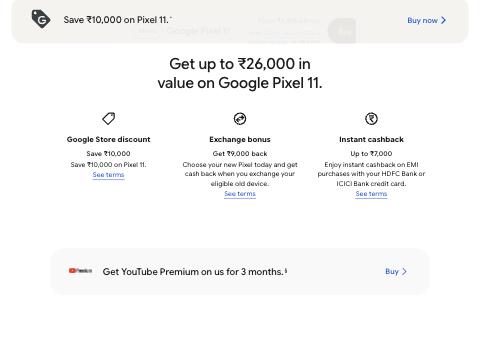 Save ₹10,000 on Pixel 11.*
Buy now
Get up to ₹26,000 in
value on Google Pixel 11.
Google Store discount
Save ₹10,000
Save ₹10,000 on Pixel 11.
See terms
Exchange bonus
Get ₹9,000 back
Choose your new Pixel today and get
cash back when you exchange your
eligible old device.
See terms
Instant cashback
Up to ₹7,000
Enjoy instant cashback on EMI
purchases with your HDFC Bank or
ICICI Bank credit card.
See terms
Get YouTube Premium on us for 3 months.§
Buy